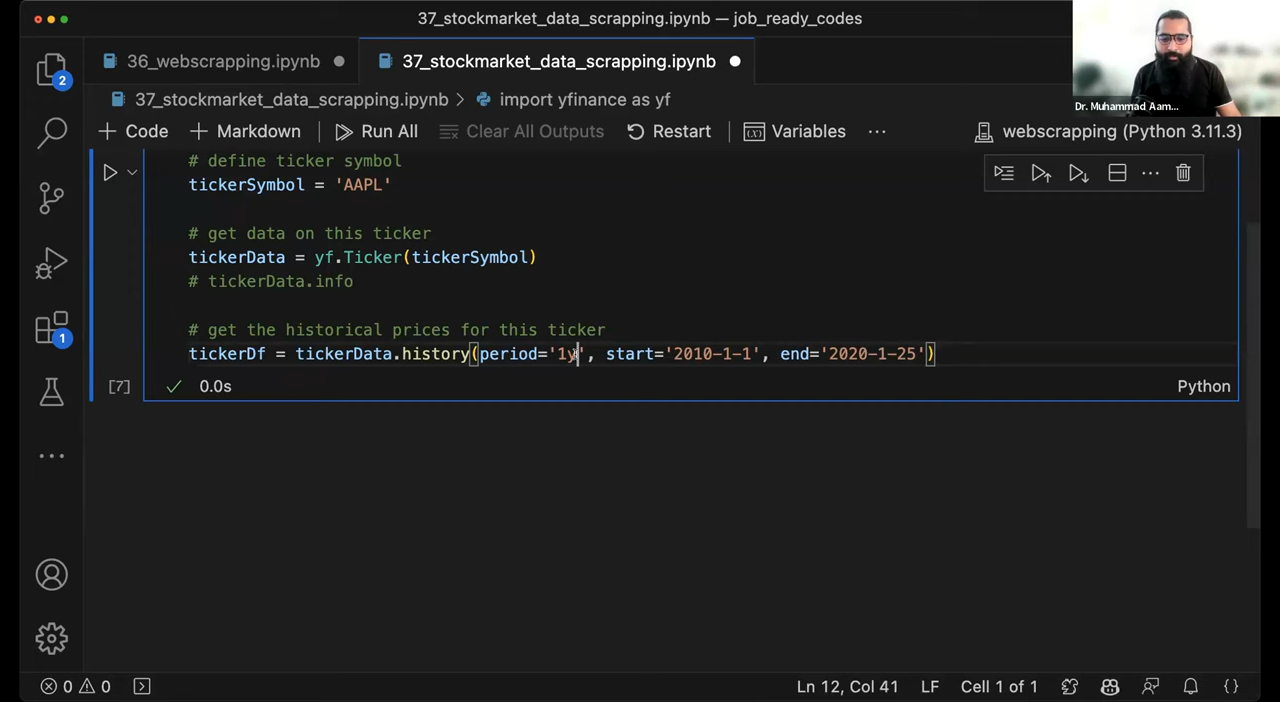 37_stockmarket_data_scrapping.ipynb — job_ready_codes
36_webscrapping.ipynb
37_stockmarket_data_scrapping.ipynb
Dr. Muhammad Aam...
37_stockmarket_data_scrapping.ipynb > import yfinance as yf
+ Code + Markdown | Run All Clear All Outputs Restart | Variables ... webscrapping (Python 3.11.3)
# define ticker symbol
tickerSymbol = 'AAPL'
# get data on this ticker
tickerData = yf.Ticker(tickerSymbol)
# tickerData.info
# get the historical prices for this ticker
tickerDf = tickerData.history(period='1y', start='2010-1-1', end='2020-1-25')
[7] 0.0s Python
2
1
0 0 Ln 12, Col 41 LF Cell 1 of 1 {}